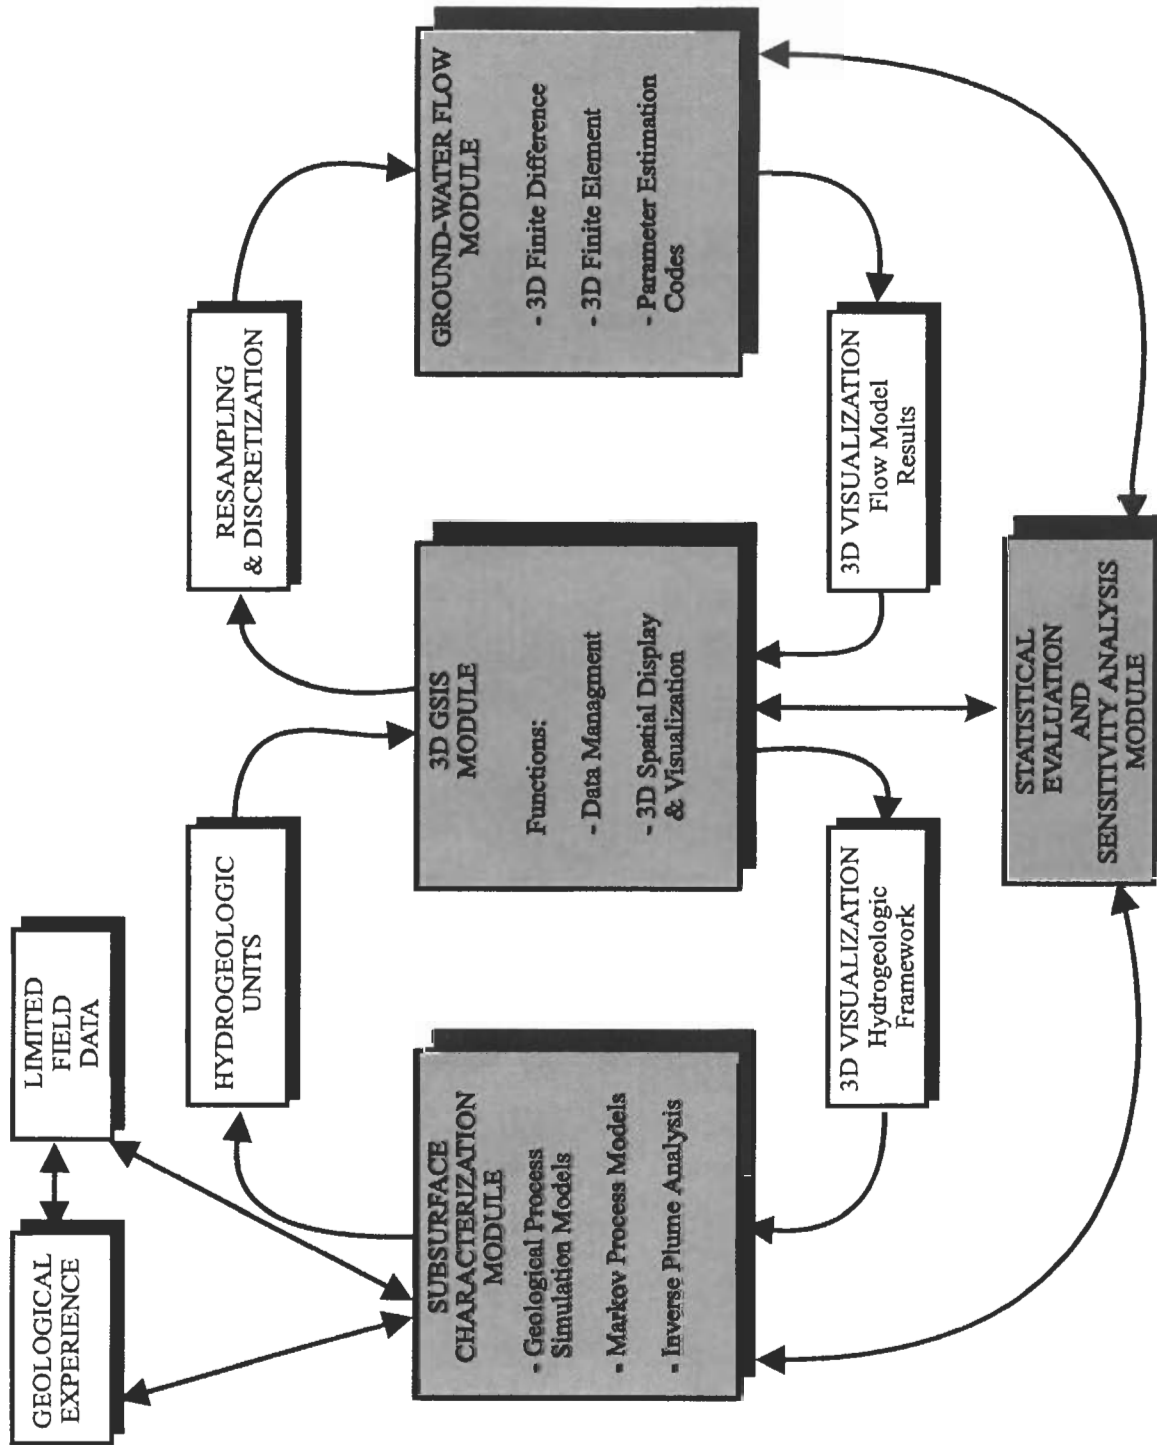 GEOLOGICAL
EXPERIENCE
LIMITED
FIELD
DATA
HYDROGEOLOGIC
UNITS
RESAMPLING
& DISCRETIZATION
SUBSURFACE
CHARACTERIZATION
MODULE
- Geological Process
Simulation Models
- Markov Process Models
- Inverse Plume Analysis
3D GSIS
MODULE
Functions:
- Data Managment
- 3D Spatial Display
& Visualization
GROUND-WATER FLOW
MODULE
- 3D Finite Difference
- 3D Finite Element
- Parameter Estimation
Codes
3D VISUALIZATION
Hydrogeologic
Framework
3D VISUALIZATION
Flow Model
Results
STATISTICAL
EVALUATION
AND
SENSITIVITY ANALYSIS
MODULE